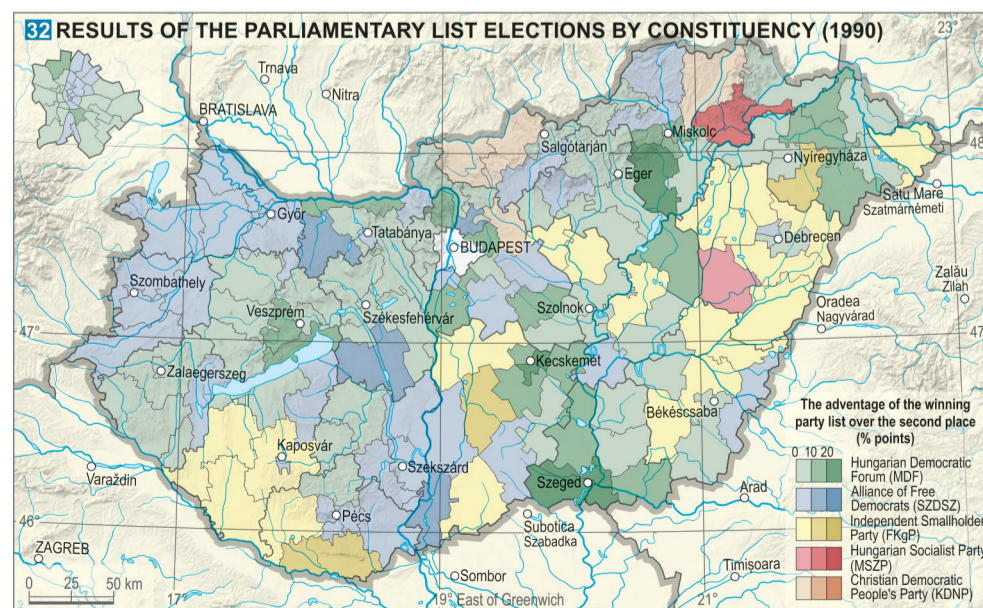 32 RESULTS OF THE PARLIAMENTARY LIST ELECTIONS BY CONSTITUENCY (1990)
23°
Trnava
Nitra
BRATISLAVA
Salgótarján
Miskolc
48°
Eger
Nyíregyháza
Satu Mare
Szatmárnémeti
Győr
Tatabánya
BUDAPEST
Debrecen
Szombathely
Zalău
Zilah
Veszprém
Székesfehérvár
Szolnok
Oradea
Nagyvárad
47°
Zalaegerszeg
Kecskemét
Békéscsaba
Kaposvár
Szekszárd
Szeged
Varaždin
Pécs
Arad
46°
Subotica
Szabadka
ZAGREB
Sombor
Timișoara
0 25 50 km
17°
19° East of Greenwich
21°
The adventage of the winning
party list over the second place
(% points)
0 10 20
Hungarian Democratic
Forum (MDF)
Alliance of Free
Democrats (SZDSZ)
Independent Smallholder
Party (FKgP)
Hungarian Socialist Party
(MSZP)
Christian Democratic
People's Party (KDNP)